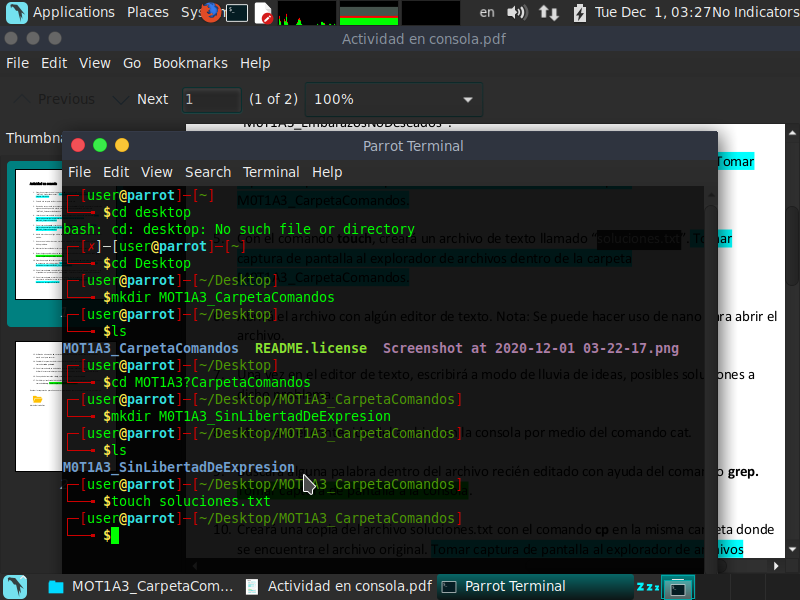 Applications Places Sys
en Tue Dec 1, 03:27 No Indicators
Actividad en consola.pdf
File Edit View Go Bookmarks Help
Previous Next 1 (1 of 2) 100%
Thumbna
Tomar
Parrot Terminal
File Edit View Search Terminal Help
[user@parrot]-[~]
$cd desktop
bash: cd: desktop: No such file or directory
[x]-[user@parrot]-[~]
$cd Desktop
[user@parrot]-[~/Desktop]
$mkdir MOT1A3_CarpetaComandos
[user@parrot]-[~/Desktop]
$ls
MOT1A3_CarpetaComandos README.license Screenshot at 2020-12-01 03-22-17.png
[user@parrot]-[~/Desktop]
$cd MOT1A3?CarpetaComandos
[user@parrot]-[~/Desktop/MOT1A3_CarpetaComandos]
$mkdir M0T1A3_SinLibertadDeExpresion
[user@parrot]-[~/Desktop/MOT1A3_CarpetaComandos]
$ls
M0T1A3_SinLibertadDeExpresion
[user@parrot]-[~/Desktop/MOT1A3_CarpetaComandos]
$touch soluciones.txt
[user@parrot]-[~/Desktop/MOT1A3_CarpetaComandos]
$
M0T1A3_CarpetaComandos.
con el comando touch, creará un archivo de texto llamado "soluciones.txt". Tomar
captura de pantalla al explorador de archivos dentro de la carpeta
M0T1A3_CarpetaComandos.
el archivo con algún editor de texto. Nota: Se puede hacer uso de nano para abrir el
archivo.
vez en el editor de texto, escribirá a modo de lluvia de ideas, posibles soluciones a
la consola por medio del comando cat.
alguna palabra dentro del archivo recién editado con ayuda del comando grep.
10. Creará una copia del archivo soluciones.txt con el comando cp en la misma carpeta donde
se encuentra el archivo original. Tomar captura de pantalla al explorador de archivos
MOT1A3_CarpetaCom... Actividad en consola.pdf Parrot Terminal zzz